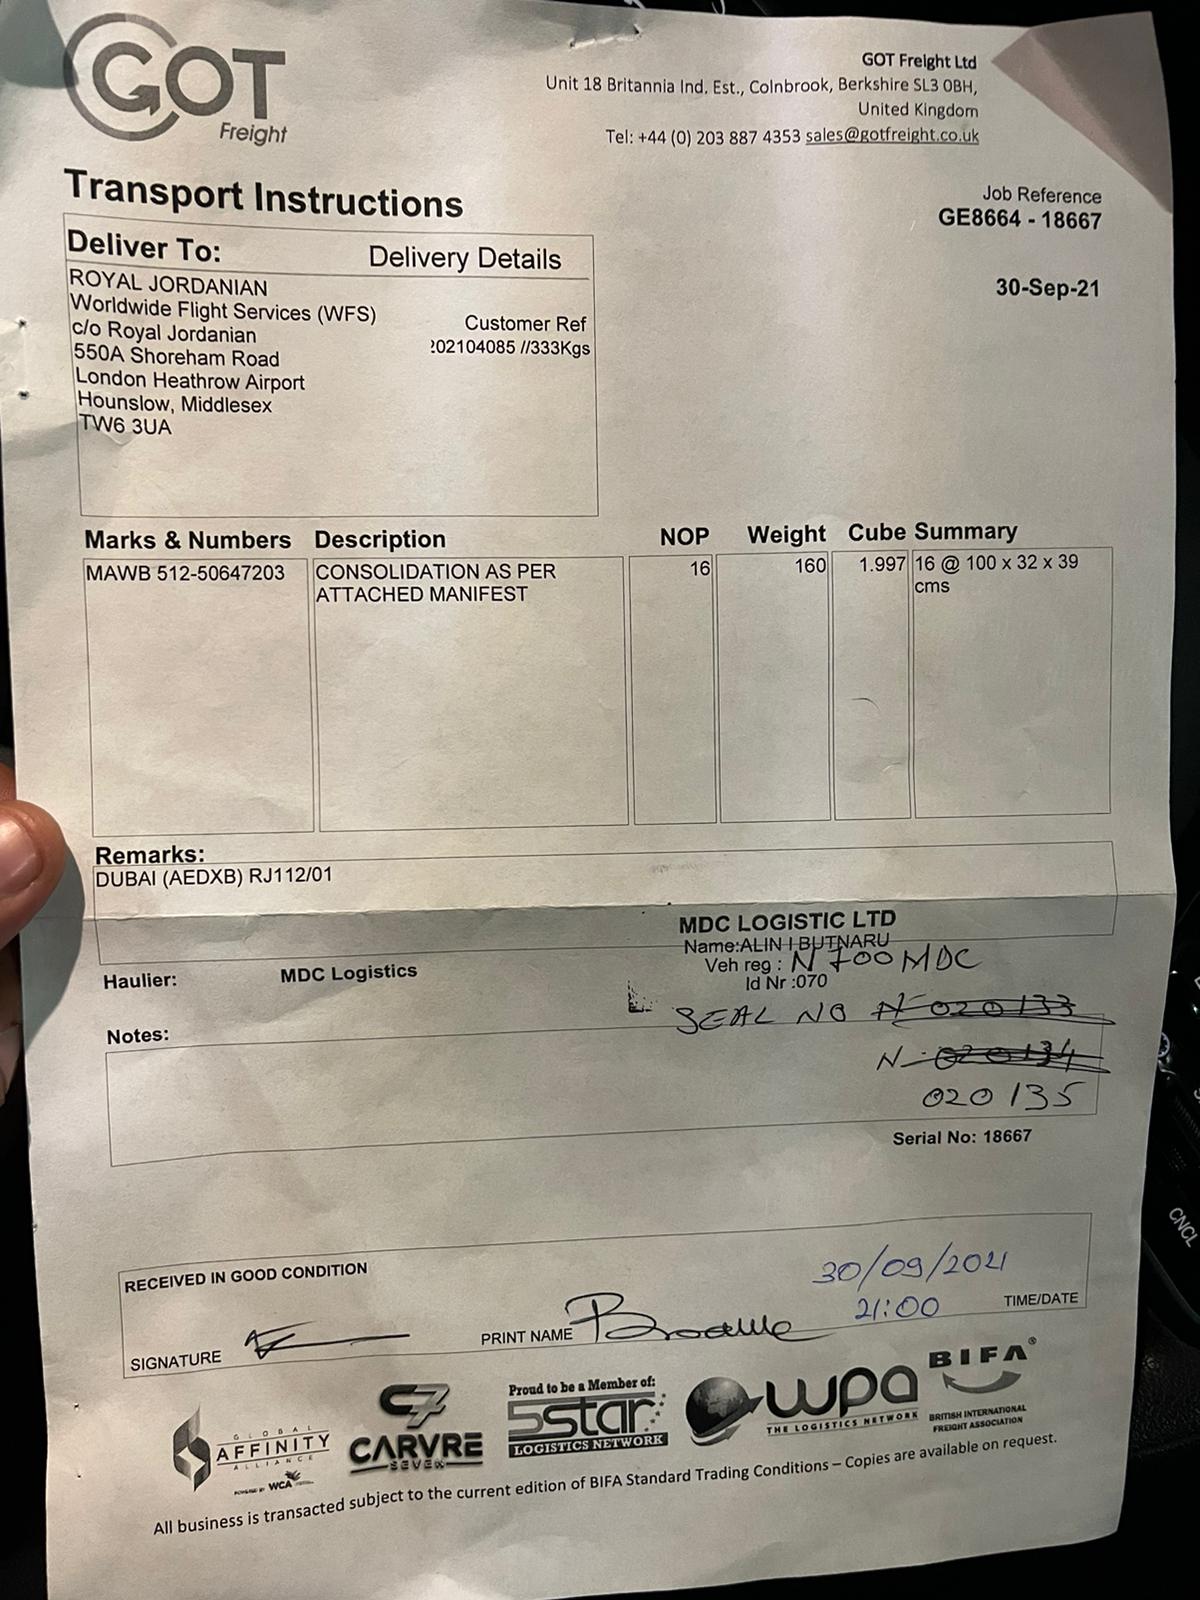 GOT
Freight
GOT Freight Ltd
Unit 18 Britannia Ind. Est., Colnbrook, Berkshire SL3 0BH,
United Kingdom
Tel: +44 (0) 203 887 4353 sales@gotfreight.co.uk
Transport Instructions
Job Reference
GE8664 - 18667
30-Sep-21
Deliver To: Delivery Details
ROYAL JORDANIAN
Worldwide Flight Services (WFS)
c/o Royal Jordanian
550A Shoreham Road
London Heathrow Airport
Hounslow, Middlesex
TW6 3UA
Customer Ref
202104085 //333Kgs
Marks & Numbers Description NOP Weight Cube Summary
MAWB 512-50647203 CONSOLIDATION AS PER 16 160 1.997 16 @ 100 x 32 x 39
ATTACHED MANIFEST cms
Remarks:
DUBAI (AEDXB) RJ112/01
MDC LOGISTIC LTD
Name:ALIN I BUTNARU
Veh reg : N700MDC
Id Nr :070
Haulier: MDC Logistics
SEAL NO N-020133
Notes:
N-020134
020135
Serial No: 18667
RECEIVED IN GOOD CONDITION
30/09/2021
21:00 TIME/DATE
SIGNATURE PRINT NAME
GLOBAL
AFFINITY
ALLIANCE
POWERED BY WCA
C7
CARVRE
SEVEN
Proud to be a Member of:
5star
LOGISTICS NETWORK
wpa
THE LOGISTICS NETWORK
BIFA®
BRITISH INTERNATIONAL
FREIGHT ASSOCIATION
All business is transacted subject to the current edition of BIFA Standard Trading Conditions – Copies are available on request.
CNCL